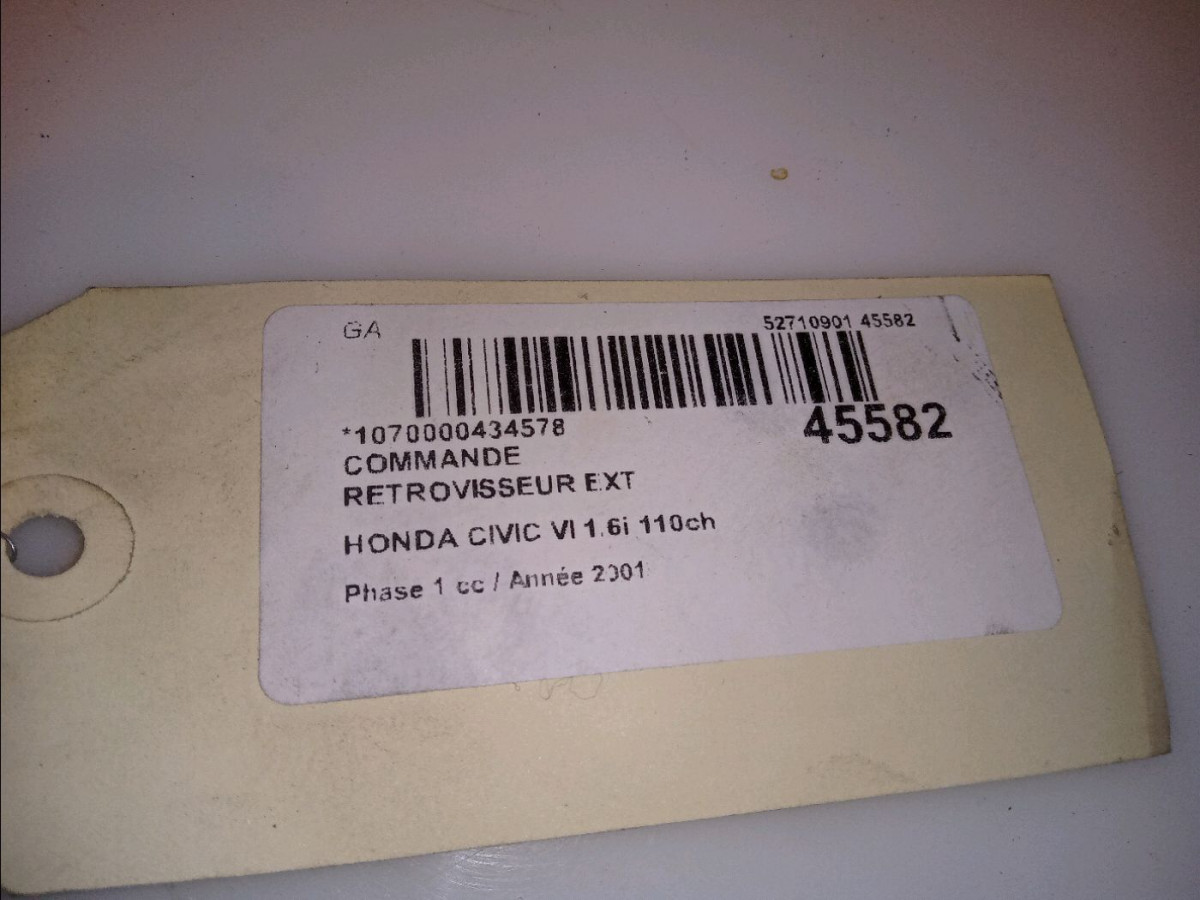 GA
52710901 45582
*1070000434578
45582
COMMANDE
RETROVISSEUR EXT
HONDA CIVIC VI 1.6i 110ch
Phase 1 cc / Année 2001